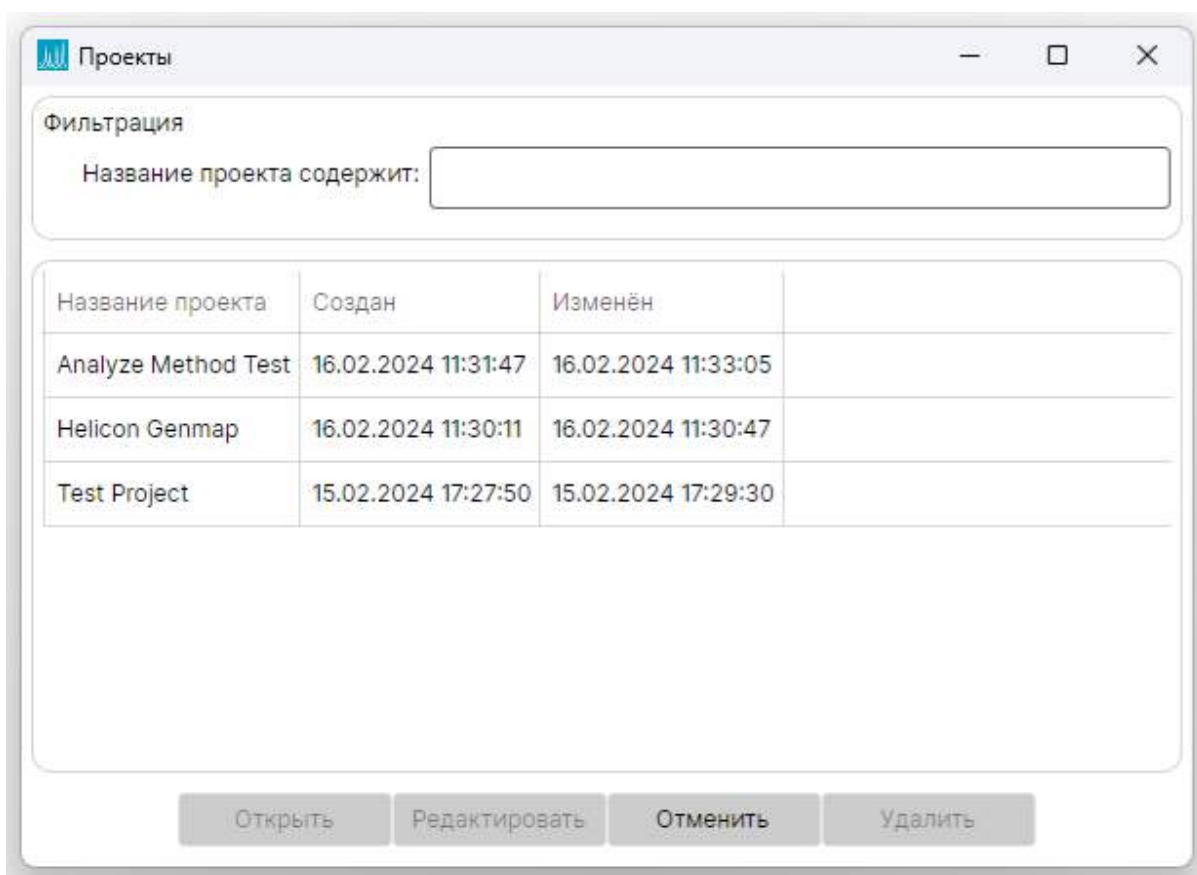 Проекты
Фильтрация
Название проекта содержит:
Название проекта Создан Изменён
Analyze Method Test 16.02.2024 11:31:47 16.02.2024 11:33:05
Helicon Genmap 16.02.2024 11:30:11 16.02.2024 11:30:47
Test Project 15.02.2024 17:27:50 15.02.2024 17:29:30
Открыть Редактировать Отменить Удалить